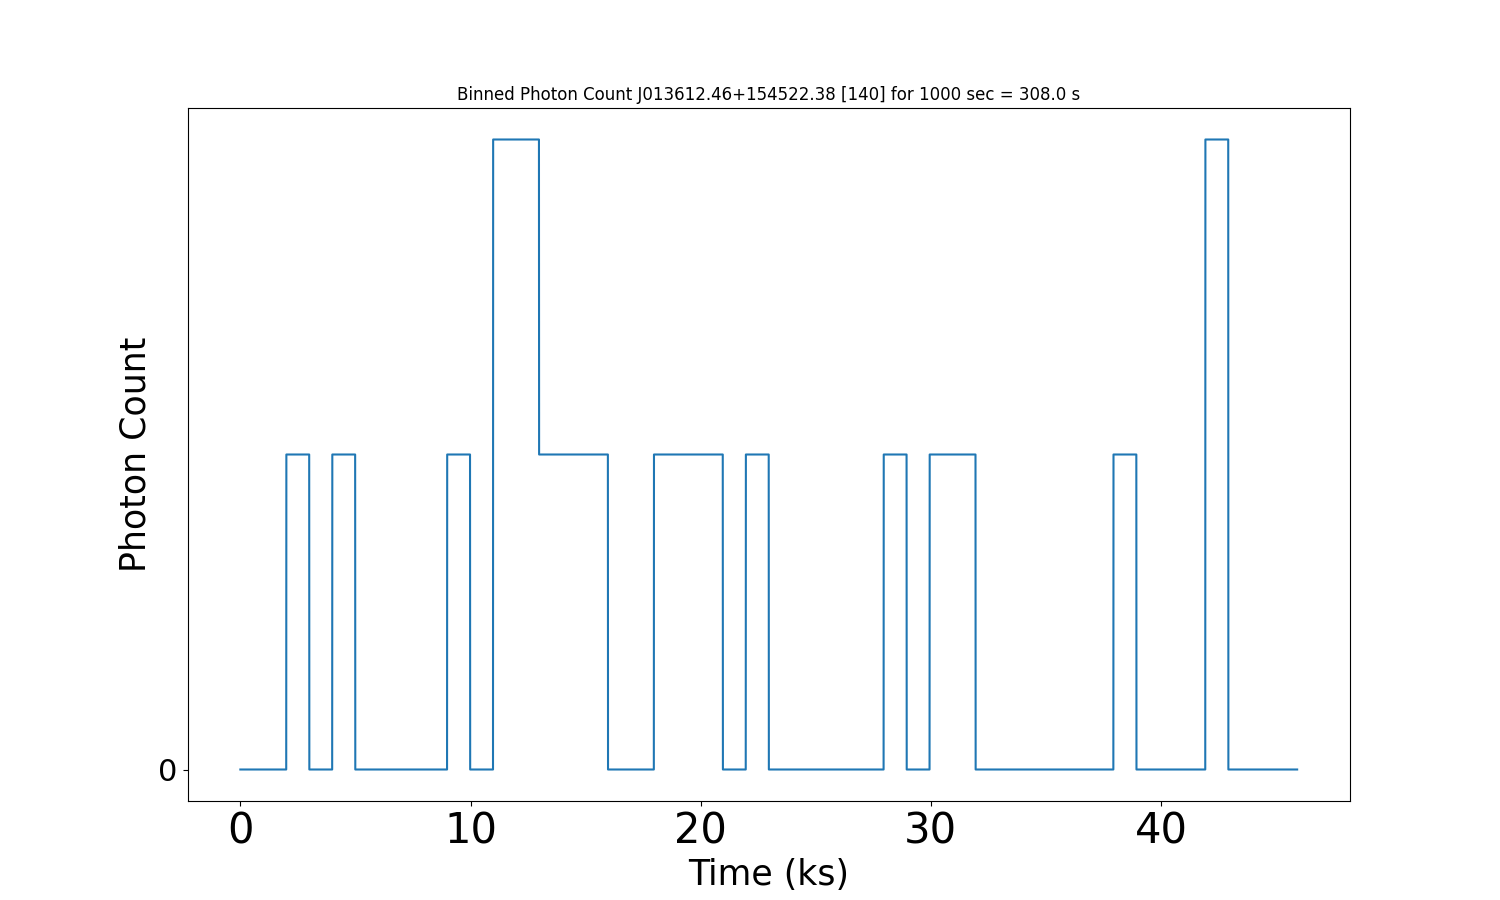 Binned Photon Count J013612.46+154522.38 [140] for 1000 sec = 308.0 s
Photon Count
0
0 10 20 30 40
Time (ks)